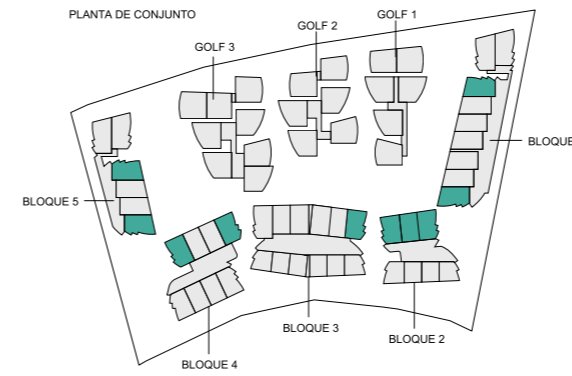 PLANTA DE CONJUNTO
GOLF 1
GOLF 2
GOLF 3
BLOQUE
BLOQUE 5
BLOQUE 3
BLOQUE 2
BLOQUE 4